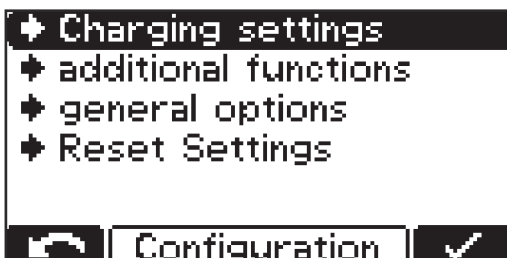 Charging settings
additional functions
general options
Reset Settings
Configuration